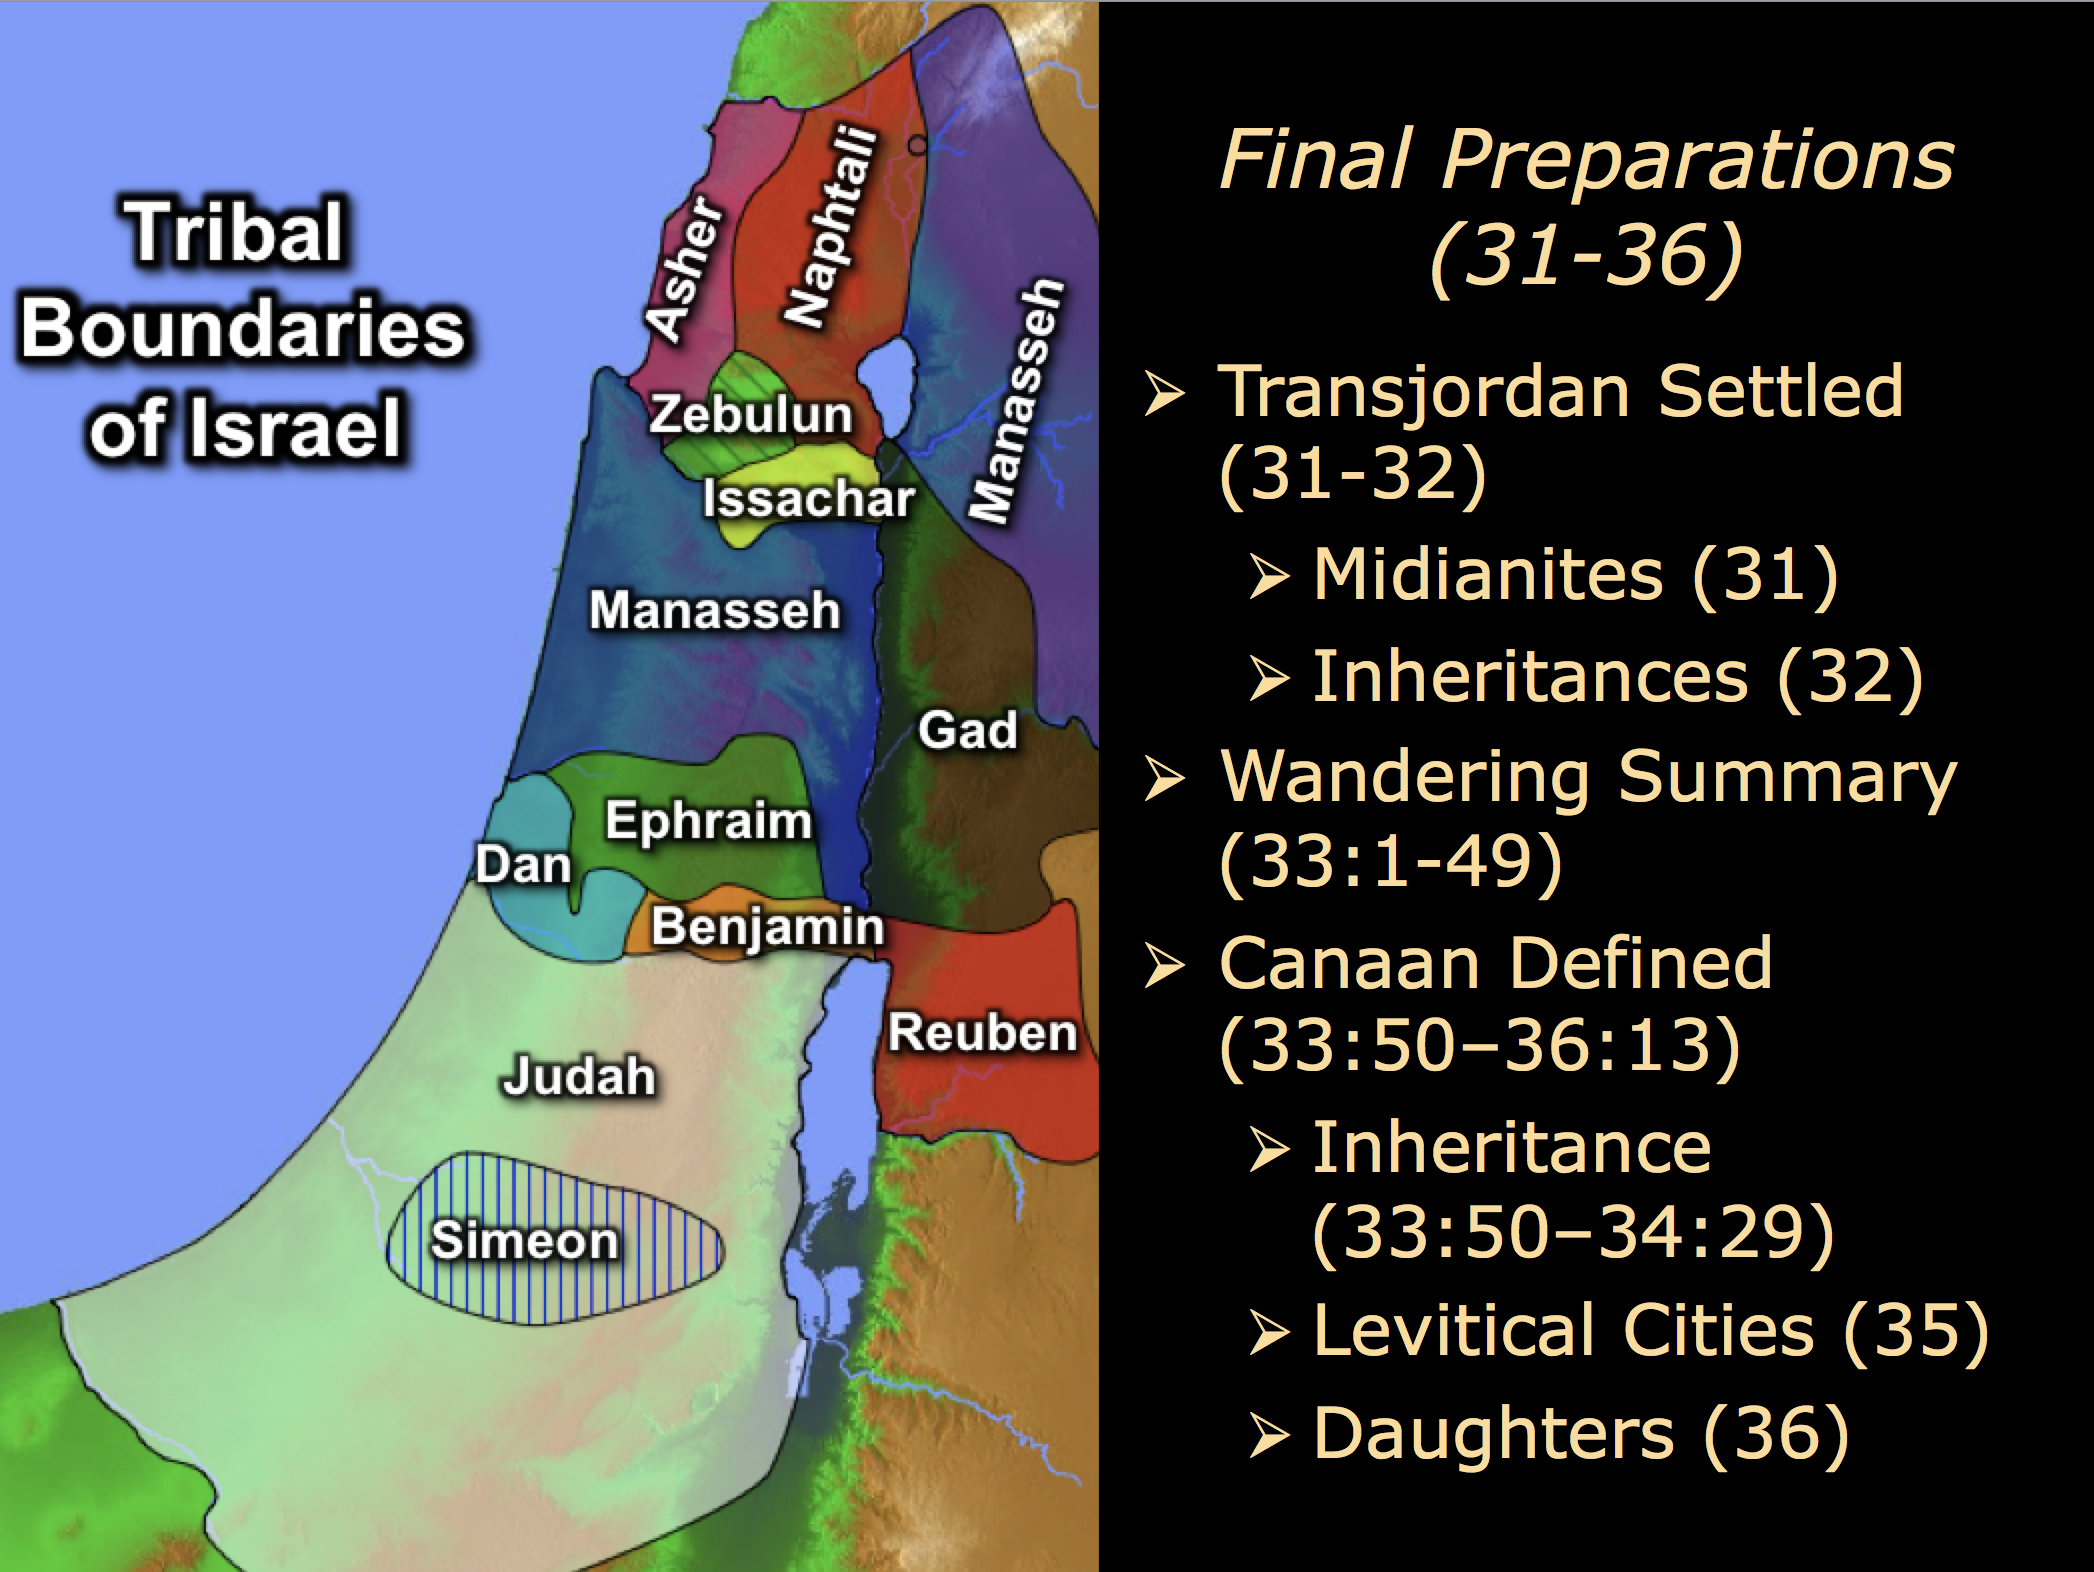 Tribal
Boundaries
of Israel
Asher
Naphtali
Manasseh
Zebulun
Issachar
Manasseh
Gad
Ephraim
Dan
Benjamin
Reuben
Judah
Simeon
Final Preparations
(31-36)
➢ Transjordan Settled
(31-32)
➢ Midianites (31)
➢ Inheritances (32)
➢ Wandering Summary
(33:1-49)
➢ Canaan Defined
(33:50–36:13)
➢ Inheritance
(33:50–34:29)
➢ Levitical Cities (35)
➢ Daughters (36)